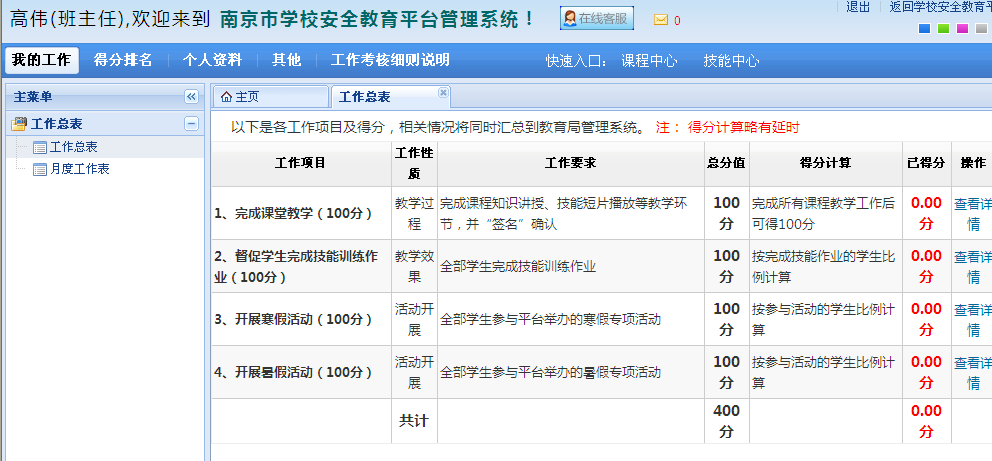 高伟(班主任),欢迎来到 南京市学校安全教育平台管理系统！ 在线客服 0 退出 返回学校安全教育平
我的工作 得分排名 个人资料 其他 工作考核细则说明 快速入口： 课程中心 技能中心
主菜单
工作总表
工作总表
月度工作表
主页 工作总表
以下是各工作项目及得分，相关情况将同时汇总到教育局管理系统。 注： 得分计算略有延时
工作项目 工作性质 工作要求 总分值 得分计算 已得分 操作
1、完成课堂教学（100分） 教学过程 完成课程知识讲授、技能短片播放等教学环节，并“签名”确认 100分 完成所有课程教学工作后可得100分 0.00分 查看详情
2、督促学生完成技能训练作业（100分） 教学效果 全部学生完成技能训练作业 100分 按完成技能作业的学生比例计算 0.00分 查看详情
3、开展寒假活动（100分） 活动开展 全部学生参与平台举办的寒假专项活动 100分 按参与活动的学生比例计算 0.00分 查看详情
4、开展暑假活动（100分） 活动开展 全部学生参与平台举办的暑假专项活动 100分 按参与活动的学生比例计算 0.00分 查看详情
共计 400分 0.00分